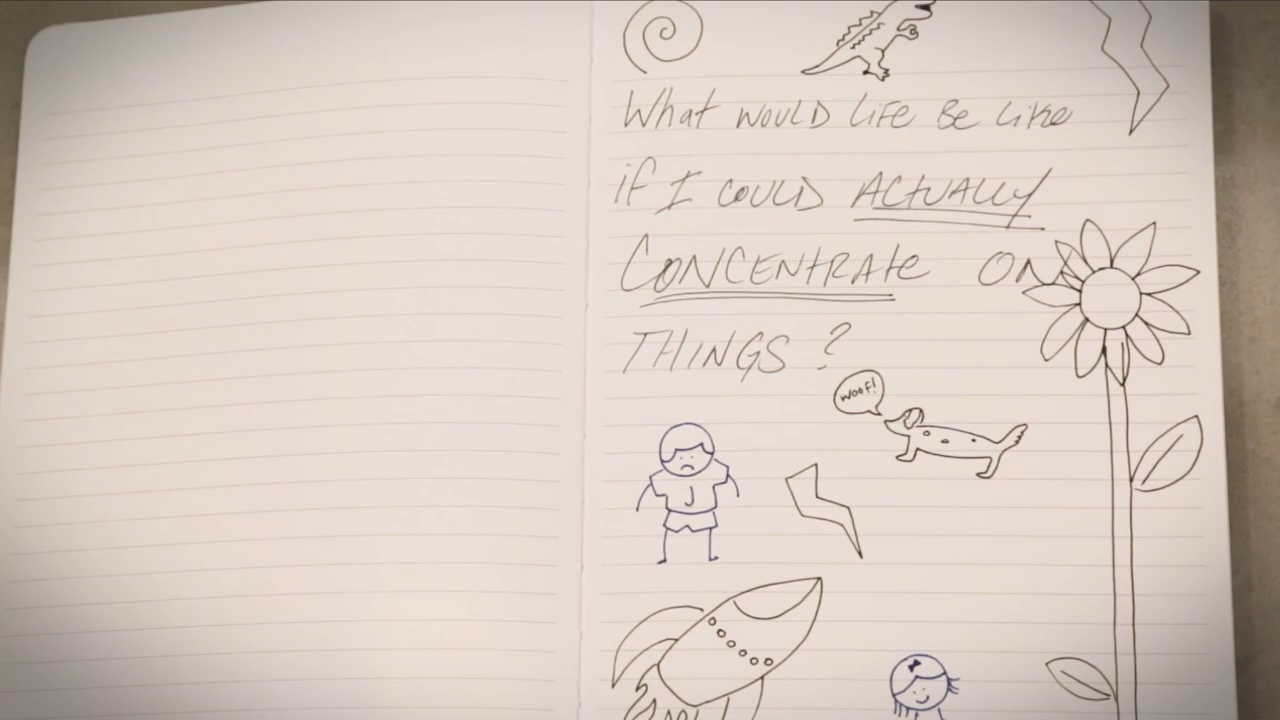 What would life be like
if I could actually
concentrate on
things?
woof!
J